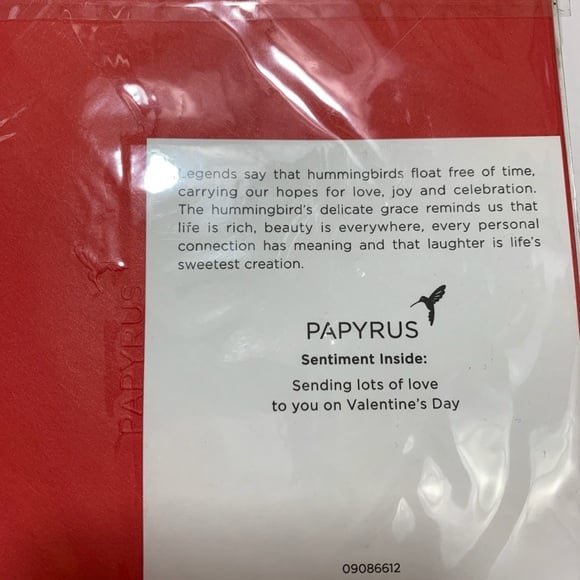 Legends say that hummingbirds float free of time,
carrying our hopes for love, joy and celebration.
The hummingbird's delicate grace reminds us that
life is rich, beauty is everywhere, every personal
connection has meaning and that laughter is life's
sweetest creation.
PAPYRUS
PAPYRUS
Sentiment Inside:
Sending lots of love
to you on Valentine's Day
09086612